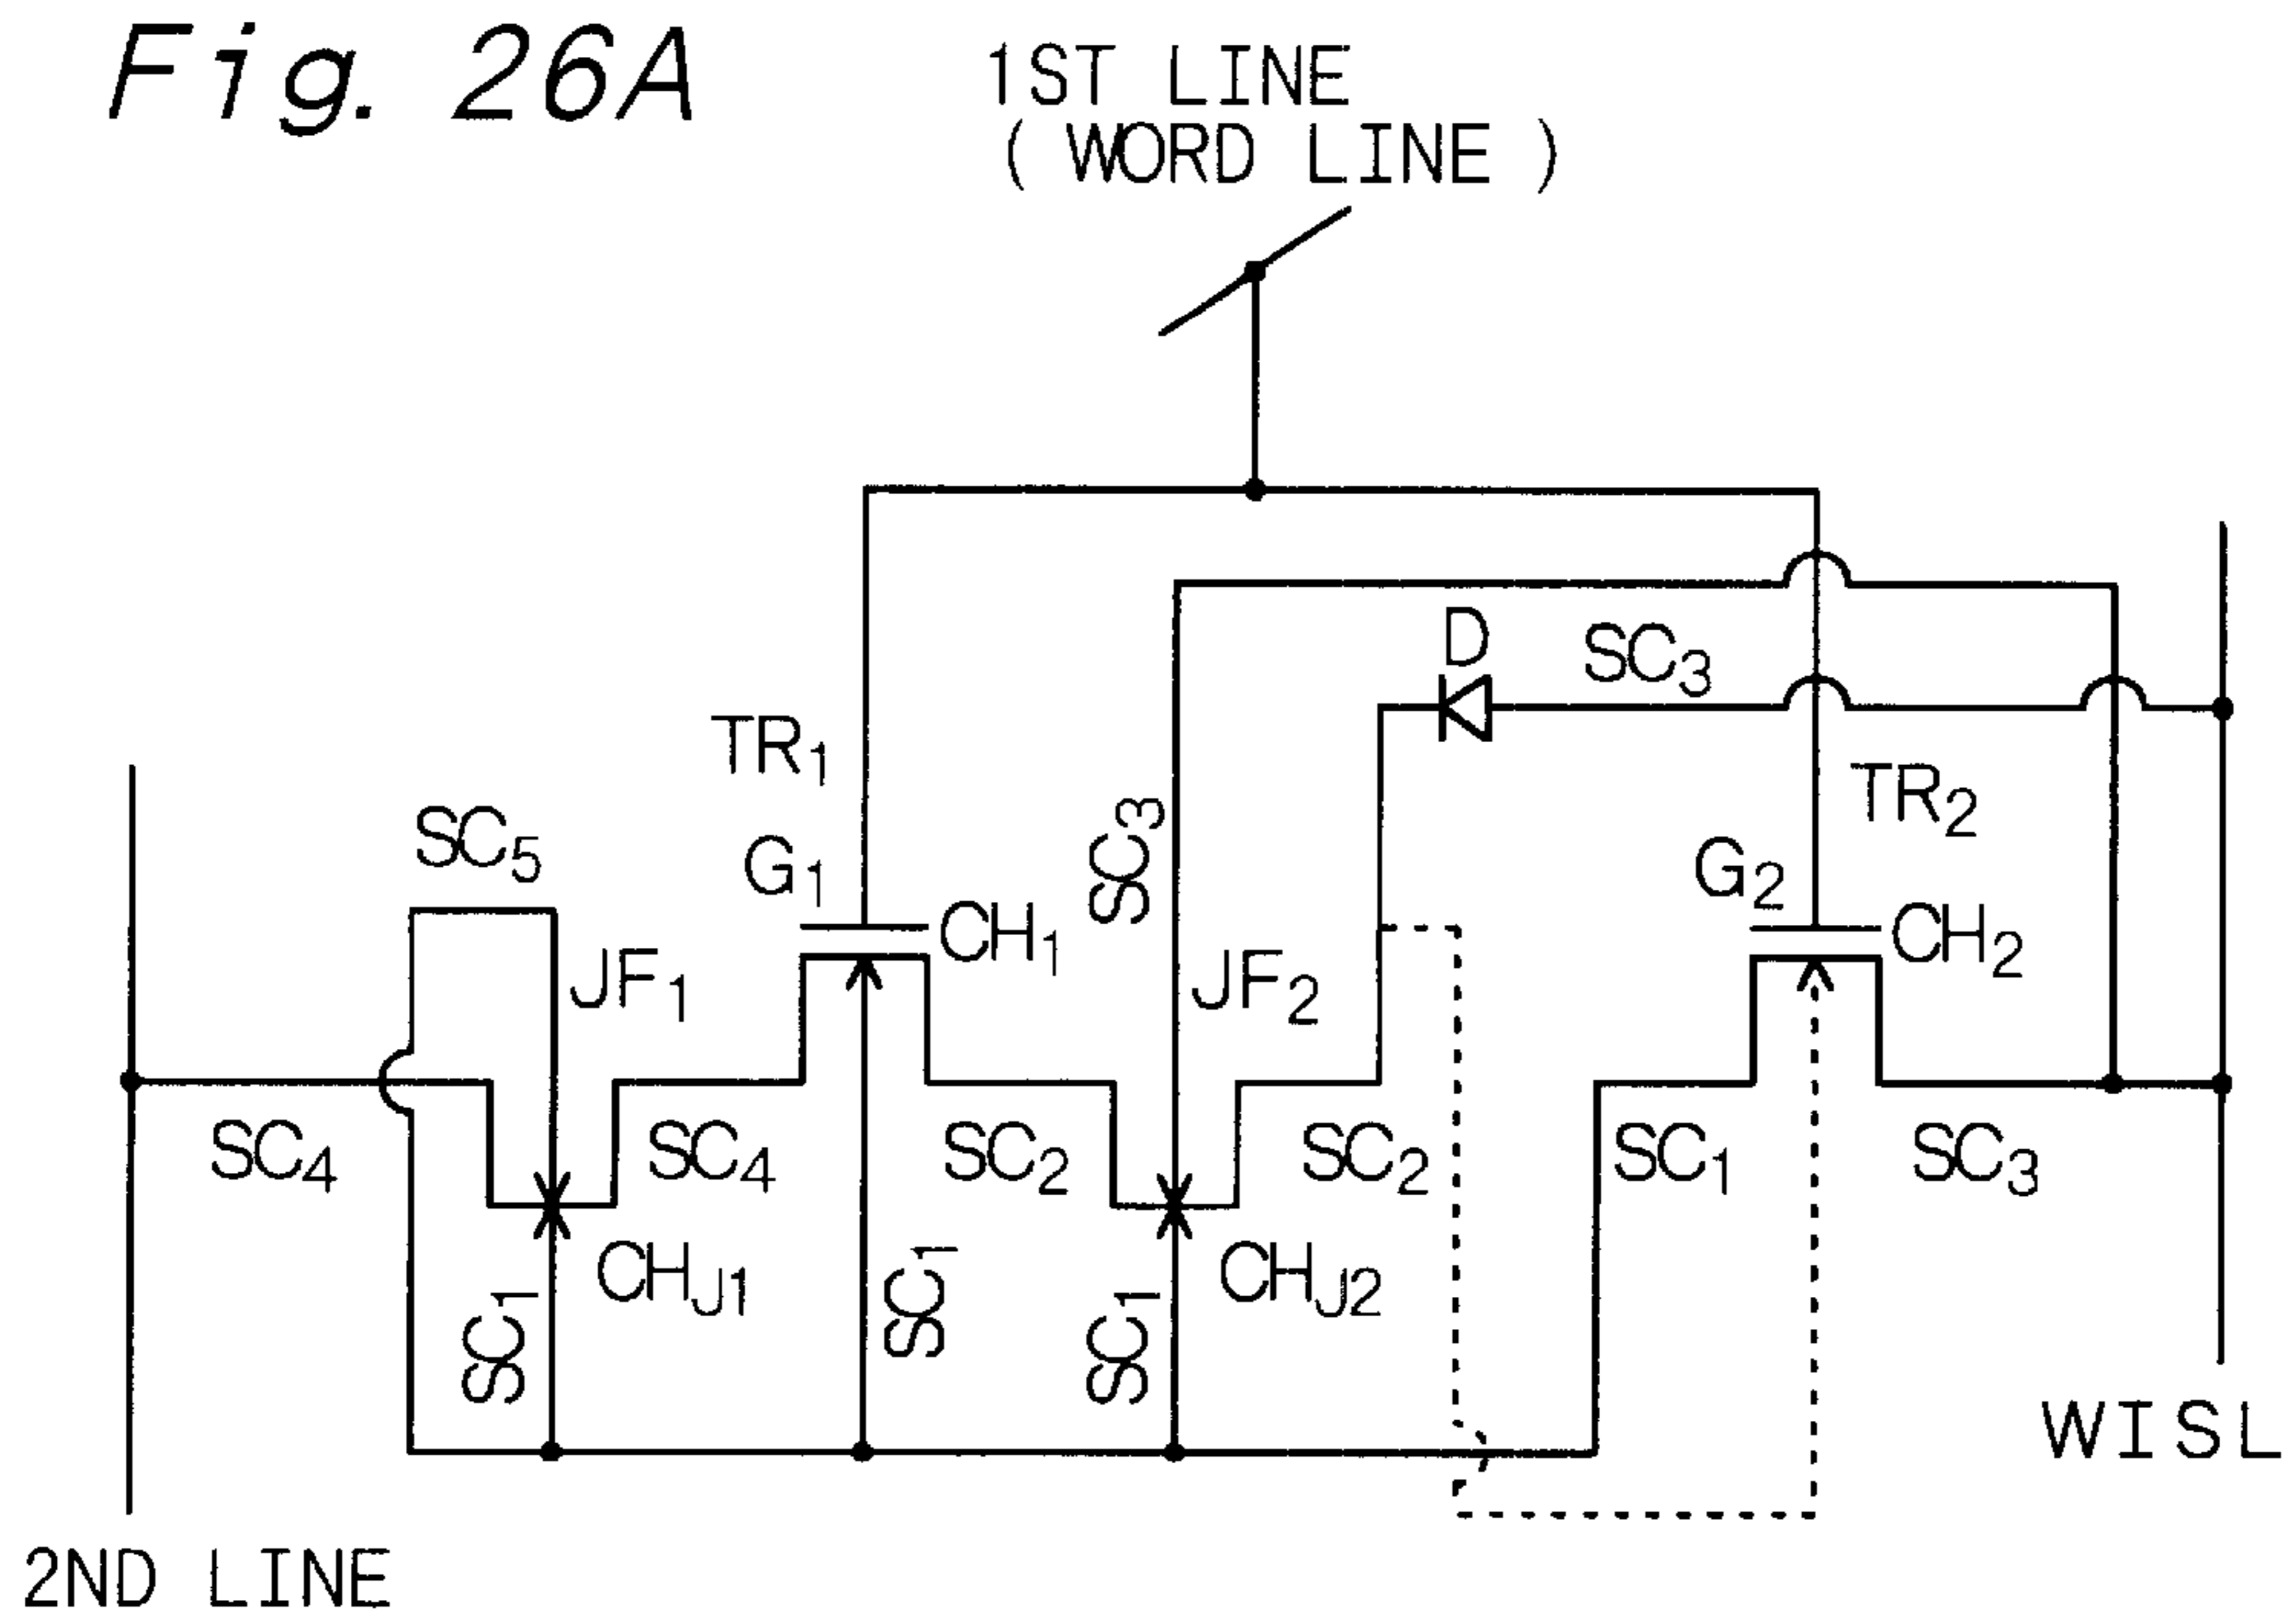 Fig. 26A
1ST LINE
( WORD LINE )
D
SC3
TR1
TR2
SC5
SC3
G1
G2
CH1
CH2
JF1
JF2
SC4
SC4
SC2
SC2
SC1
SC3
CHJ1
CHJ2
SC1
SC1
SC1
WISL
2ND LINE